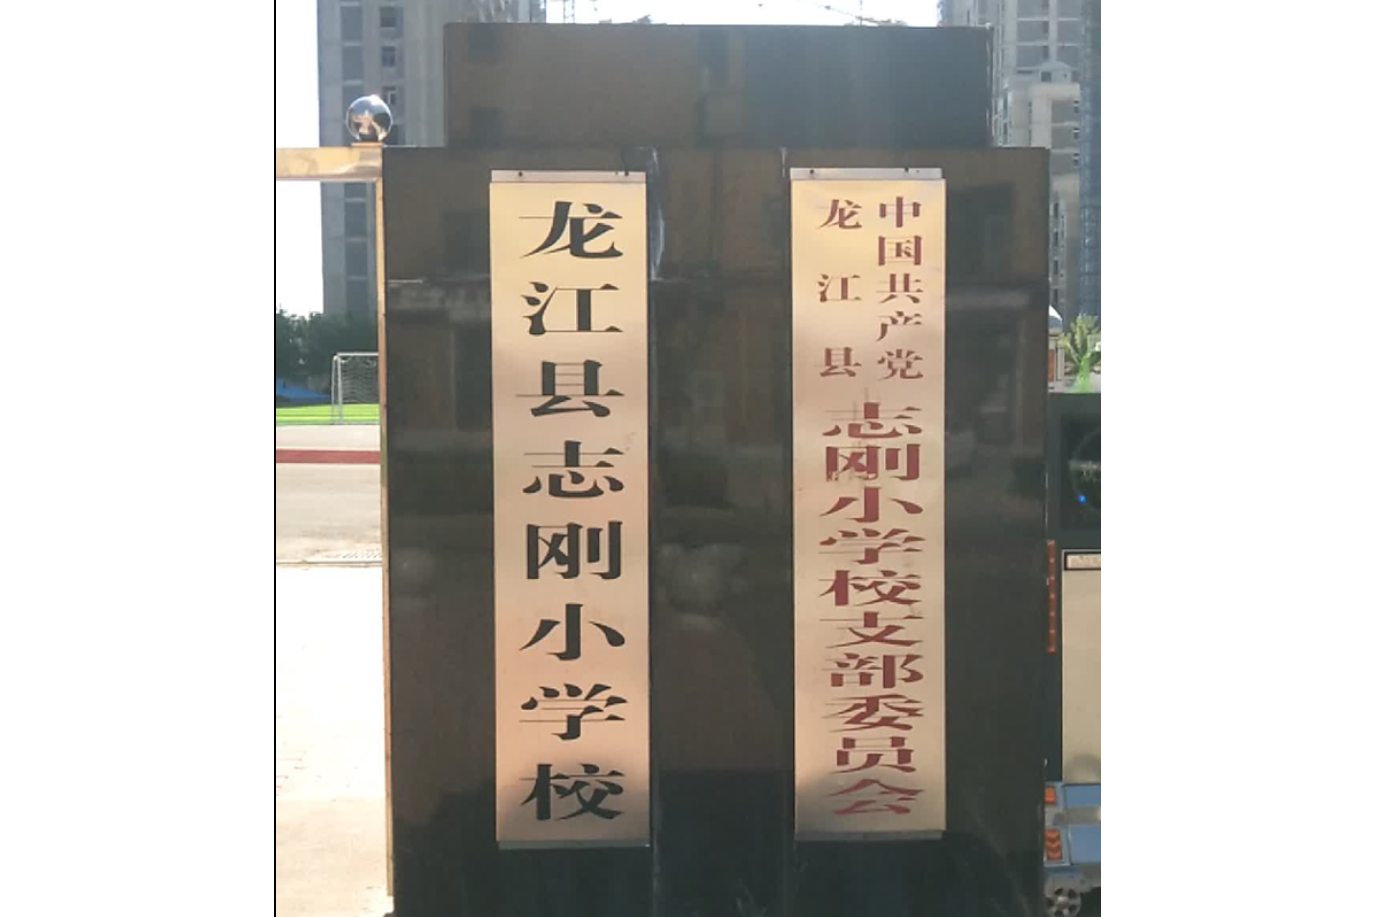 龙江县志刚小学校
中国共产党
龙江县
志刚小学校支部委员会